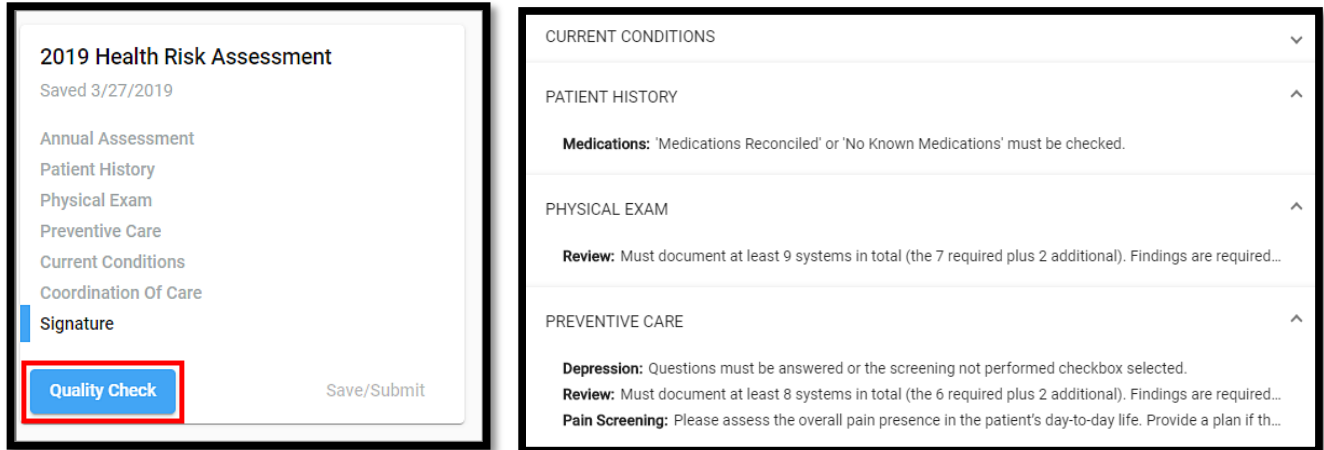 2019 Health Risk Assessment
Saved 3/27/2019
Annual Assessment
Patient History
Physical Exam
Preventive Care
Current Conditions
Coordination Of Care
Signature
Quality Check
Save/Submit
CURRENT CONDITIONS
PATIENT HISTORY
Medications: 'Medications Reconciled' or 'No Known Medications' must be checked.
PHYSICAL EXAM
Review: Must document at least 9 systems in total (the 7 required plus 2 additional). Findings are required...
PREVENTIVE CARE
Depression: Questions must be answered or the screening not performed checkbox selected.
Review: Must document at least 8 systems in total (the 6 required plus 2 additional). Findings are required...
Pain Screening: Please assess the overall pain presence in the patient's day-to-day life. Provide a plan if th...